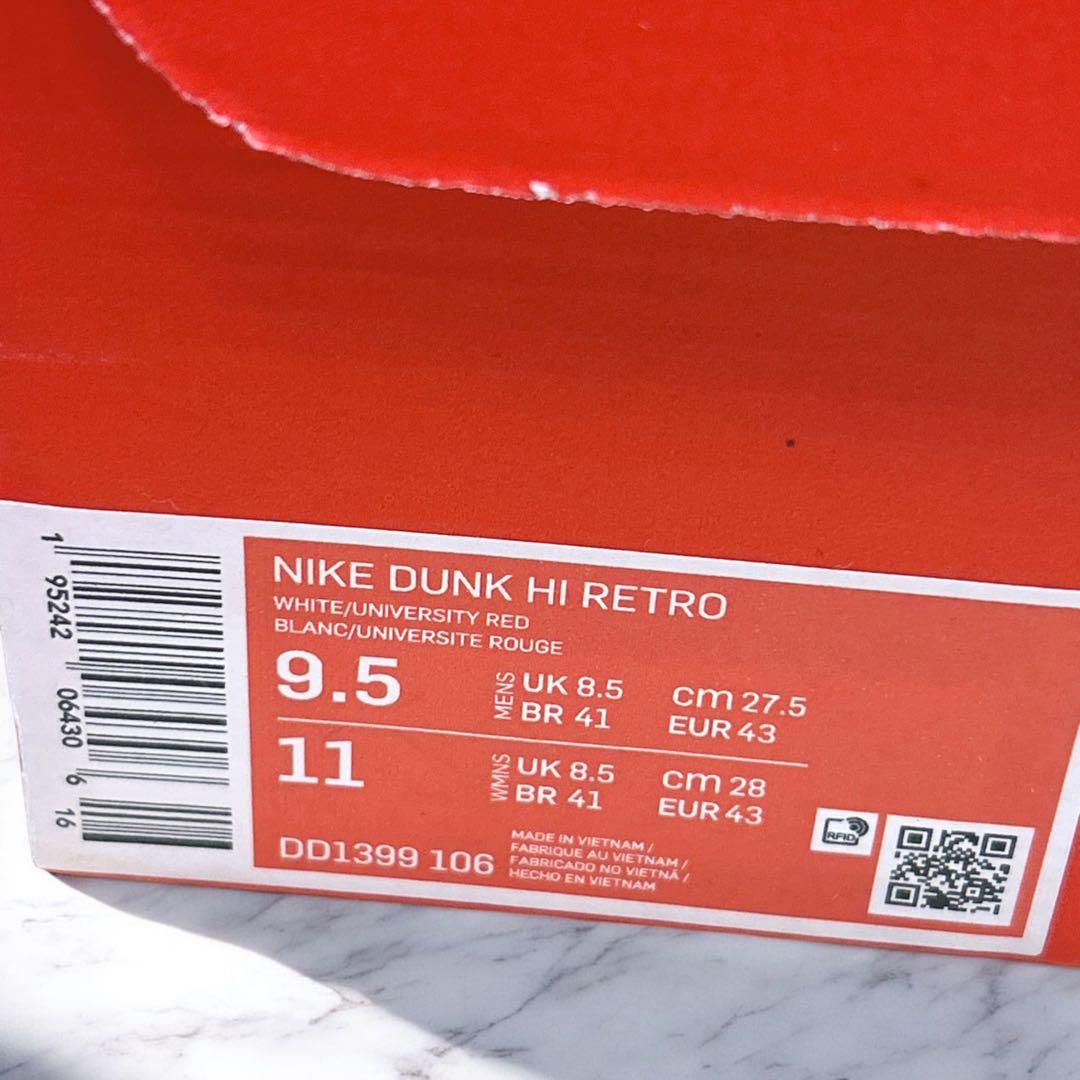 NIKE DUNK HI RETRO
WHITE/UNIVERSITY RED
BLANC/UNIVERSITE ROUGE
9.5
MENS
UK 8.5
cm 27.5
BR 41
EUR 43
11
WMNS
UK 8.5
cm 28
BR 41
EUR 43
DD1399 106
MADE IN VIETNAM /
FABRIQUE AU VIETNAM /
FABRICADO NO VIETNÃ /
HECHO EN VIETNAM
RFID
1 95242 06430 6 16